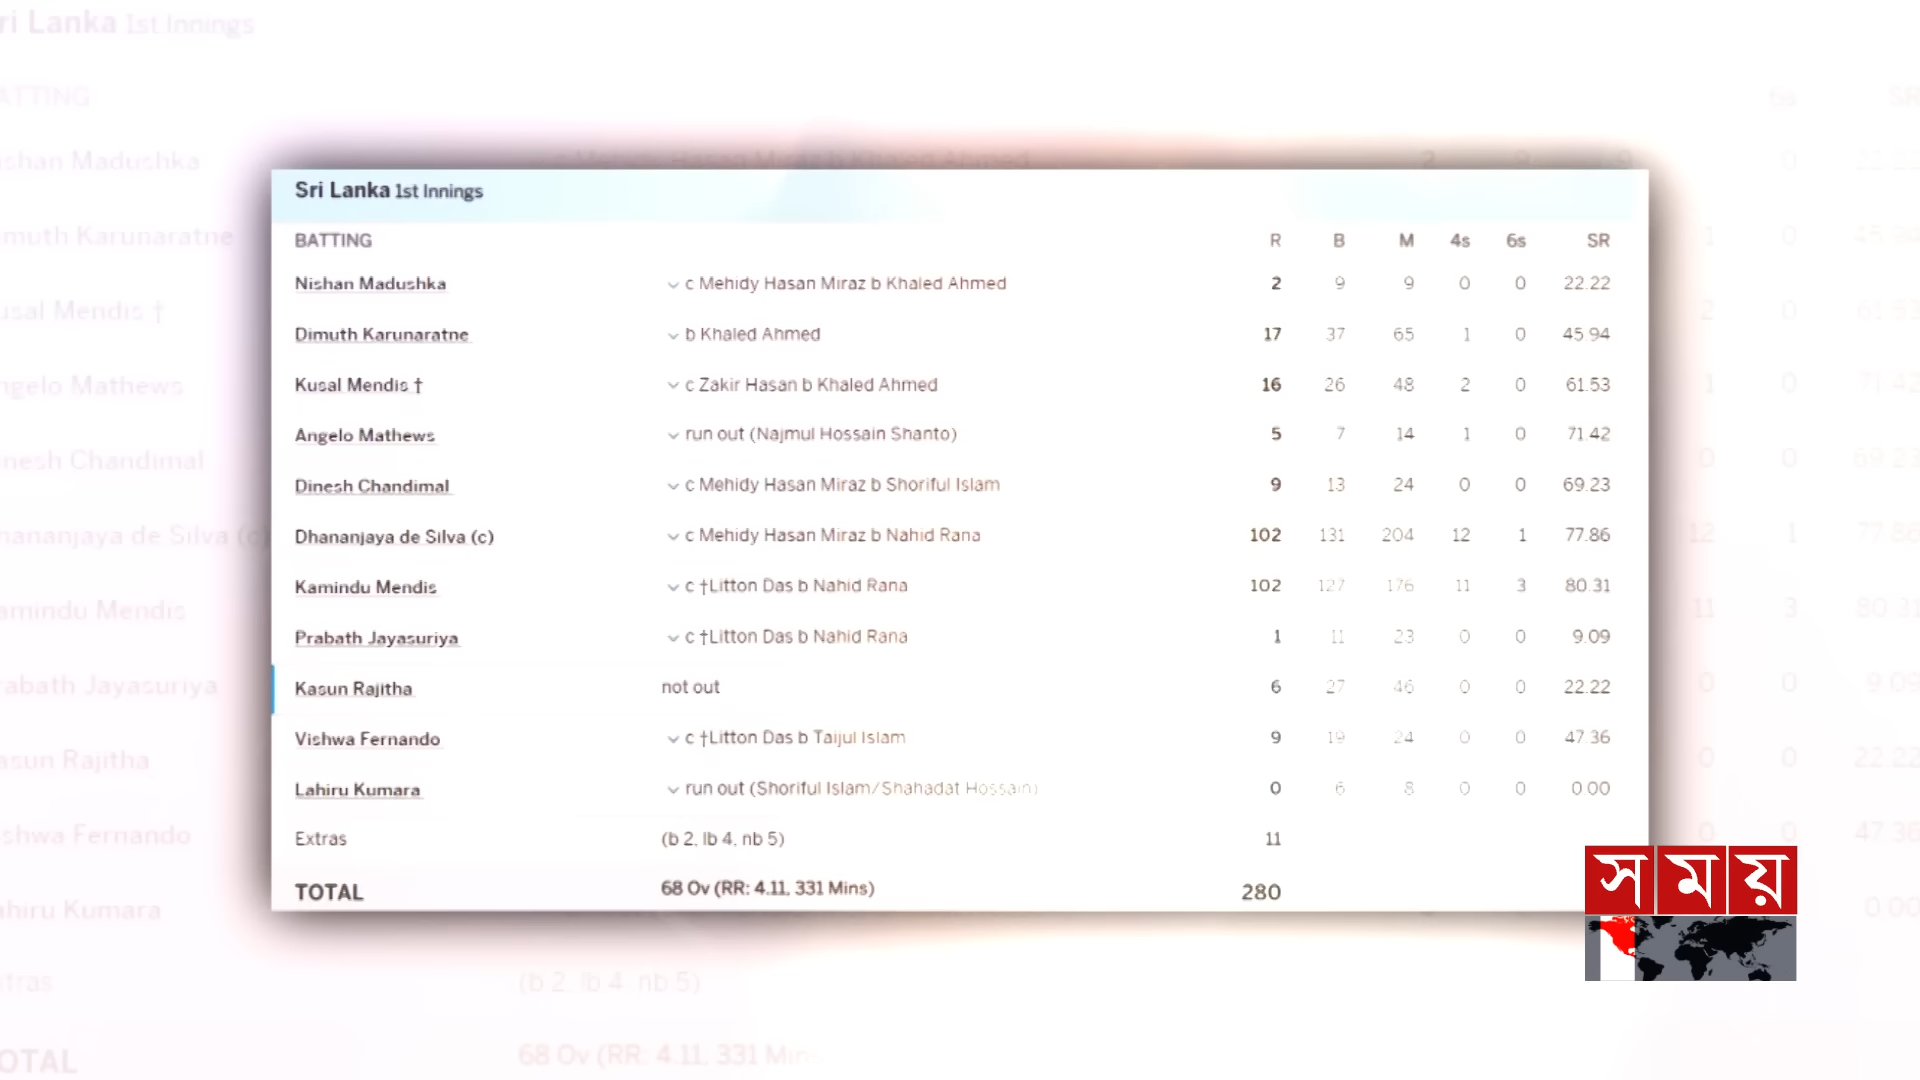 Sri Lanka 1st Innings
BATTING R B M 4s 6s SR
Nishan Madushka c Mehidy Hasan Miraz b Khaled Ahmed 2 9 9 0 0 22.22
Dimuth Karunaratne b Khaled Ahmed 17 37 65 1 0 45.94
Kusal Mendis † c Zakir Hasan b Khaled Ahmed 16 26 48 2 0 61.53
Angelo Mathews run out (Najmul Hossain Shanto) 5 7 14 1 0 71.42
Dinesh Chandimal c Mehidy Hasan Miraz b Shoriful Islam 9 13 24 0 0 69.23
Dhananjaya de Silva (c) c Mehidy Hasan Miraz b Nahid Rana 102 131 204 12 1 77.86
Kamindu Mendis c †Litton Das b Nahid Rana 102 127 176 11 3 80.31
Prabath Jayasuriya c †Litton Das b Nahid Rana 1 11 23 0 0 9.09
Kasun Rajitha not out 6 27 46 0 0 22.22
Vishwa Fernando c †Litton Das b Taijul Islam 9 19 24 0 0 47.36
Lahiru Kumara run out (Shoriful Islam/Shahadat Hossain) 0 6 8 0 0 0.00
Extras (b 2, lb 4, nb 5) 11
TOTAL 68 Ov (RR: 4.11, 331 Mins) 280
সময়